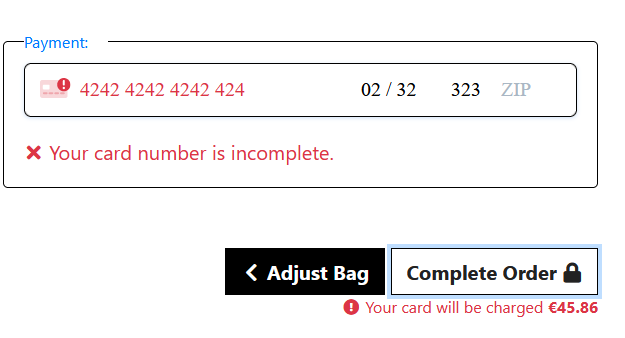 Payment:
4242 4242 4242 424 02 / 32 323 ZIP
Your card number is incomplete.
Adjust Bag Complete Order
Your card will be charged €45.86